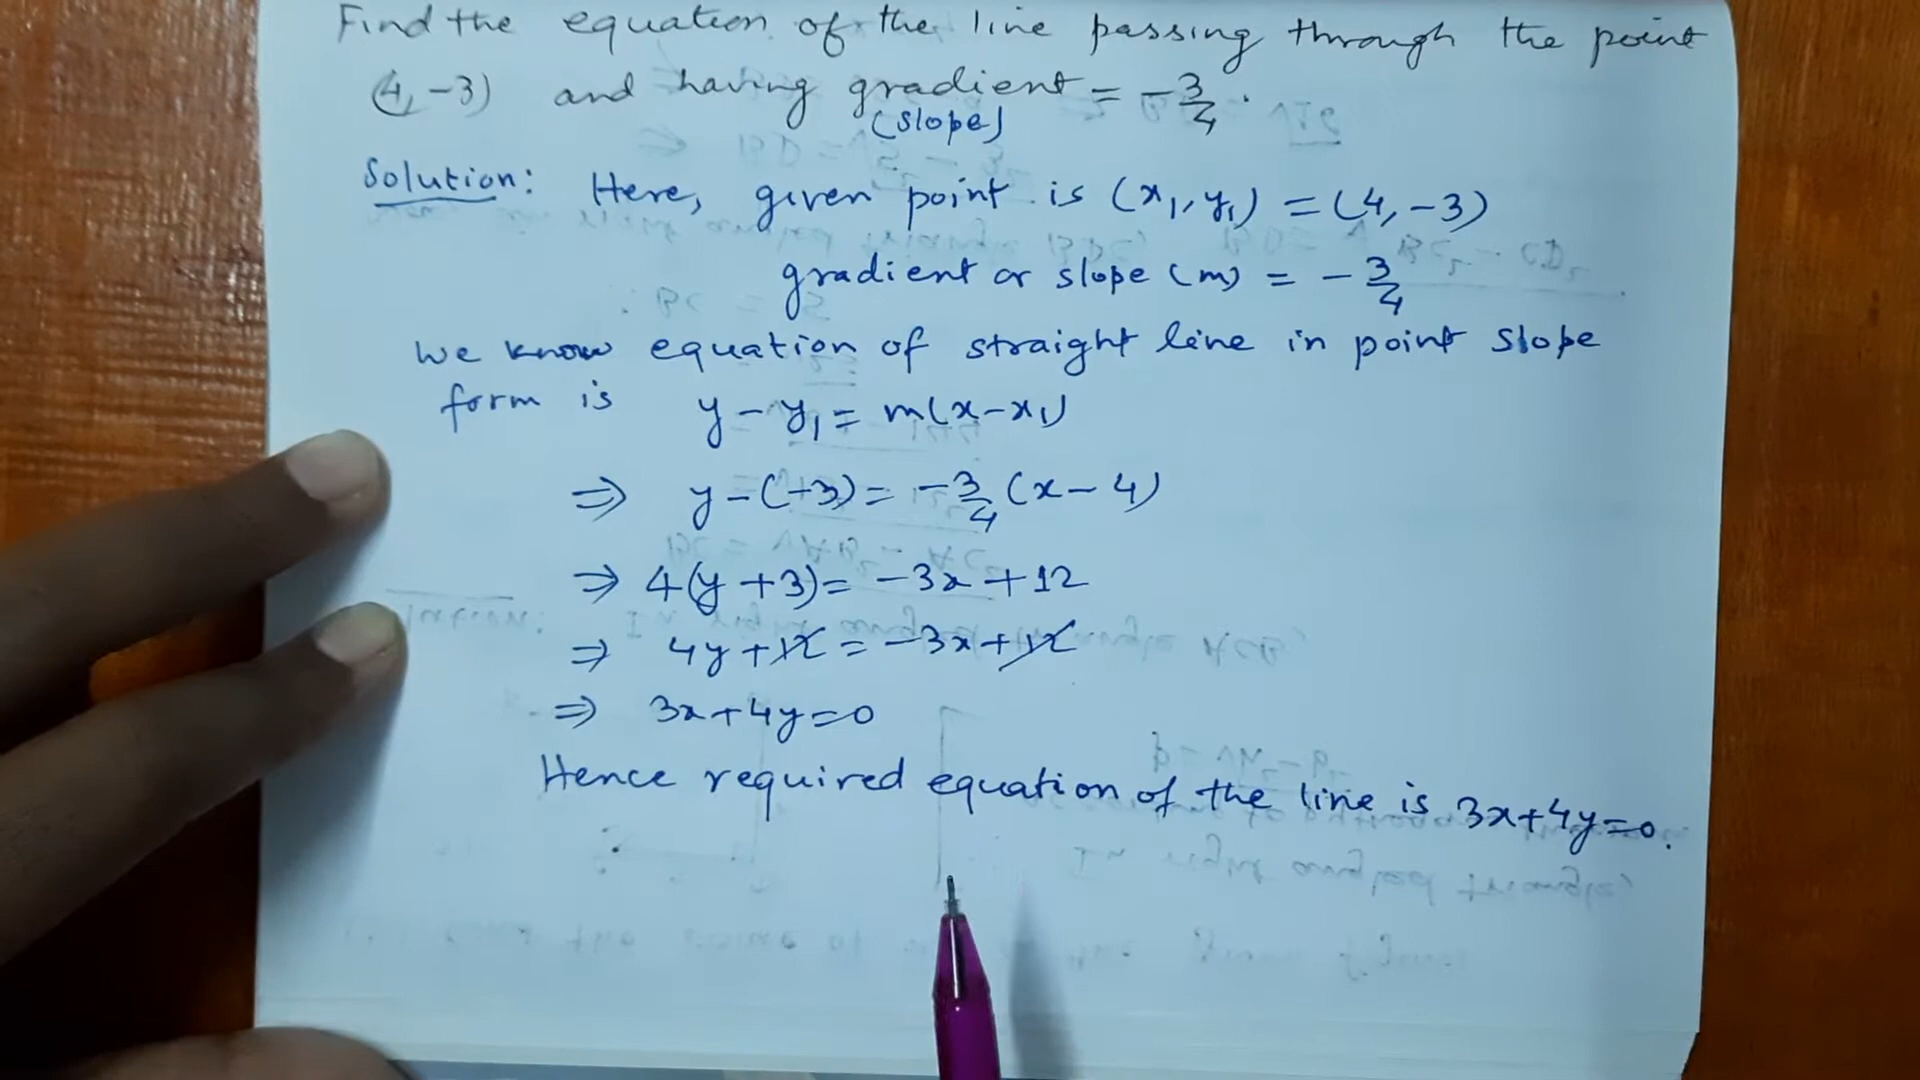 Find the equation of the line passing through the point
(4, -3) and having gradient = -3/4.
(slope)
Solution: Here, given point is (x₁, y₁) = (4, -3)
gradient or slope (m) = -3/4
We know equation of straight line in point slope
form is y - y₁ = m(x - x₁)
⇒ y - (-3) = -3/4 (x - 4)
⇒ 4(y + 3) = -3x + 12
⇒ 4y + 12 = -3x + 12
⇒ 3x + 4y = 0
Hence required equation of the line is 3x + 4y = 0.